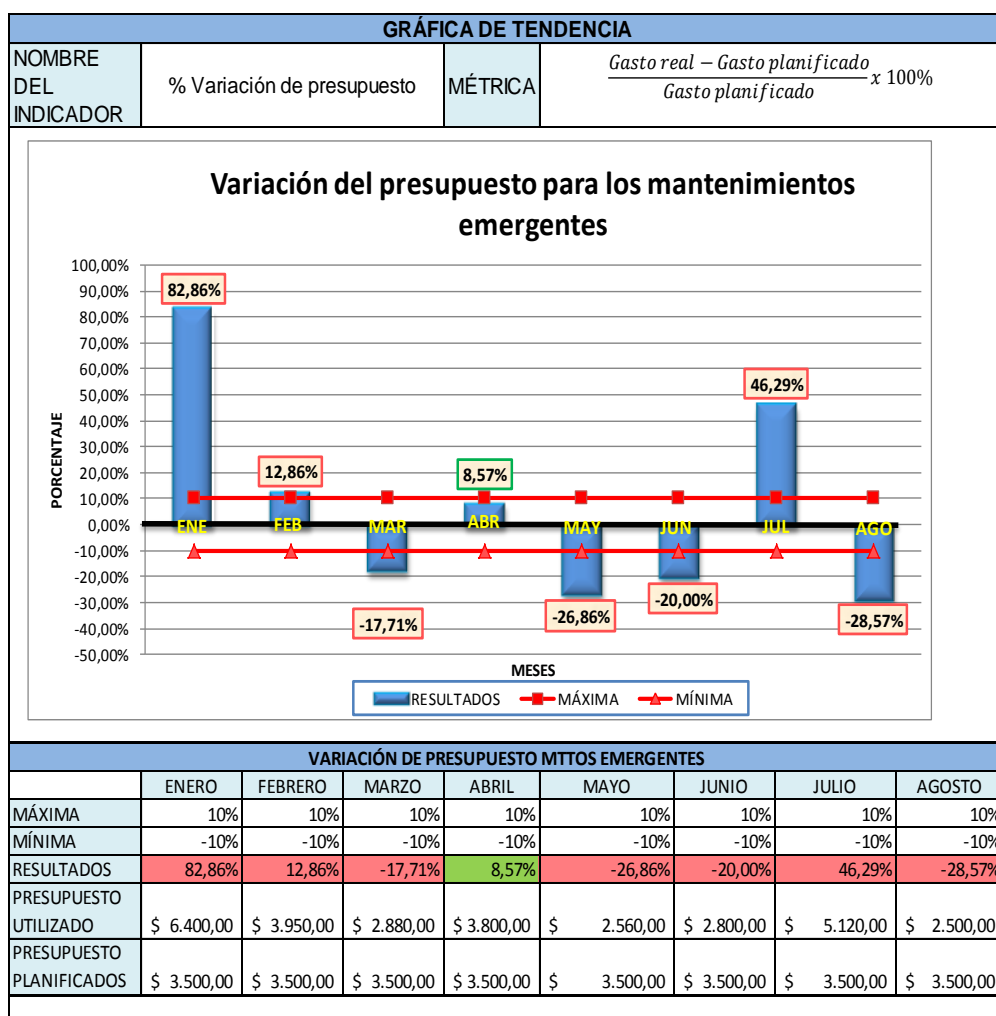 GRÁFICA DE TENDENCIA
NOMBRE
DEL
INDICADOR
% Variación de presupuesto
MÉTRICA
Gasto real − Gasto planificado
Gasto planificado
x 100%
Variación del presupuesto para los mantenimientos
emergentes
PORCENTAJE
100,00%
90,00%
80,00%
70,00%
60,00%
50,00%
40,00%
30,00%
20,00%
10,00%
0,00%
-10,00%
-20,00%
-30,00%
-40,00%
-50,00%
82,86%
12,86%
-17,71%
8,57%
-26,86%
-20,00%
46,29%
-28,57%
ENE FEB MAR ABR MAY JUN JUL AGO
MESES
RESULTADOS MÁXIMA MÍNIMA
VARIACIÓN DE PRESUPUESTO MTTOS EMERGENTES
ENERO FEBRERO MARZO ABRIL MAYO JUNIO JULIO AGOSTO
MÁXIMA 10% 10% 10% 10% 10% 10% 10% 10%
MÍNIMA -10% -10% -10% -10% -10% -10% -10% -10%
RESULTADOS 82,86% 12,86% -17,71% 8,57% -26,86% -20,00% 46,29% -28,57%
PRESUPUESTO
UTILIZADO $ 6.400,00 $ 3.950,00 $ 2.880,00 $ 3.800,00 $ 2.560,00 $ 2.800,00 $ 5.120,00 $ 2.500,00
PRESUPUESTO
PLANIFICADOS $ 3.500,00 $ 3.500,00 $ 3.500,00 $ 3.500,00 $ 3.500,00 $ 3.500,00 $ 3.500,00 $ 3.500,00